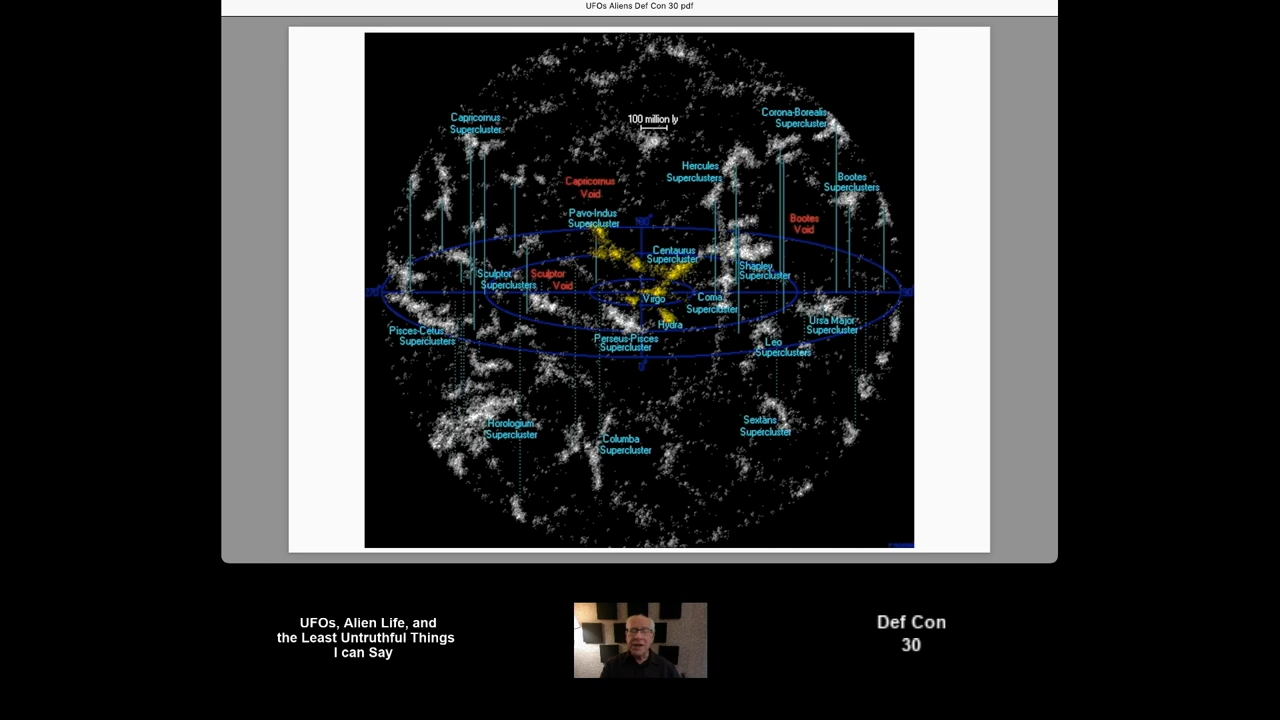 UFOs Aliens Def Con 30 pdf
Capricornus
Supercluster
100 million ly
Corona-Borealis
Supercluster
Hercules
Superclusters
Capricornus
Void
Bootes
Superclusters
Pavo-Indus
Supercluster
180°
Bootes
Void
Centaurus
Supercluster
Sculptor
Superclusters
Sculptor
Void
Shapley
Supercluster
Virgo
Coma
Supercluster
Hydra
Ursa Major
Supercluster
Pisces-Cetus
Superclusters
Perseus-Pisces
Supercluster
Leo
Superclusters
0°
Horologium
Supercluster
Columba
Supercluster
Sextans
Supercluster
UFOs, Alien Life, and
the Least Untruthful Things
I can Say
Def Con
30